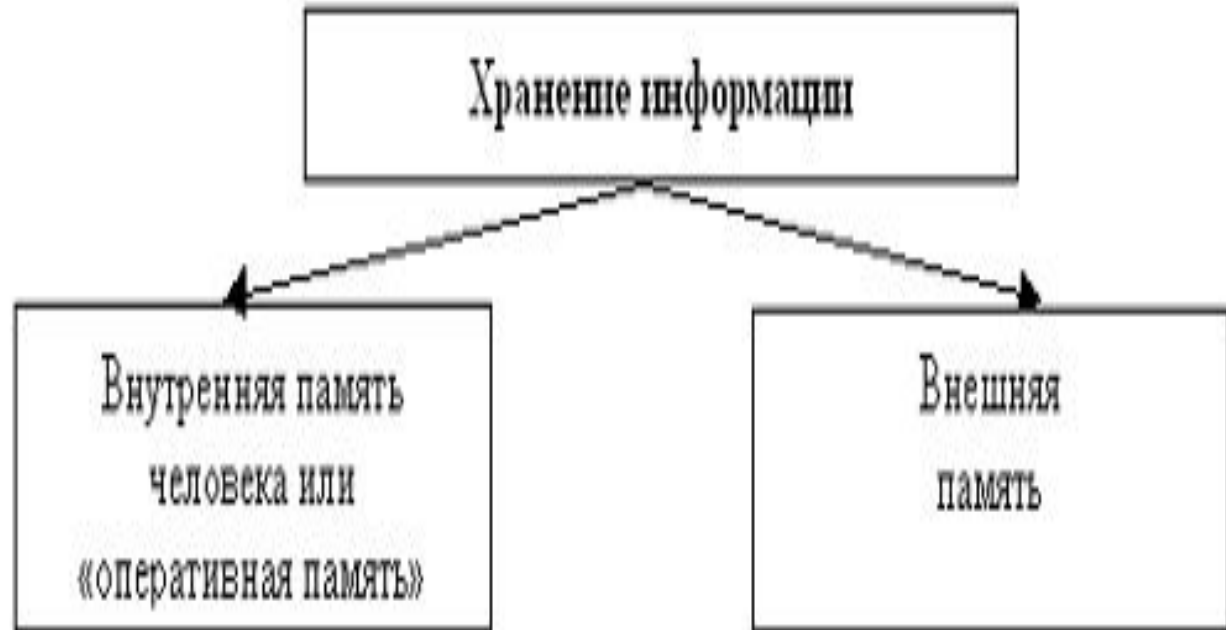 Хранение информации
Внутренняя память
человека или
«оперативная память»
Внешняя
память